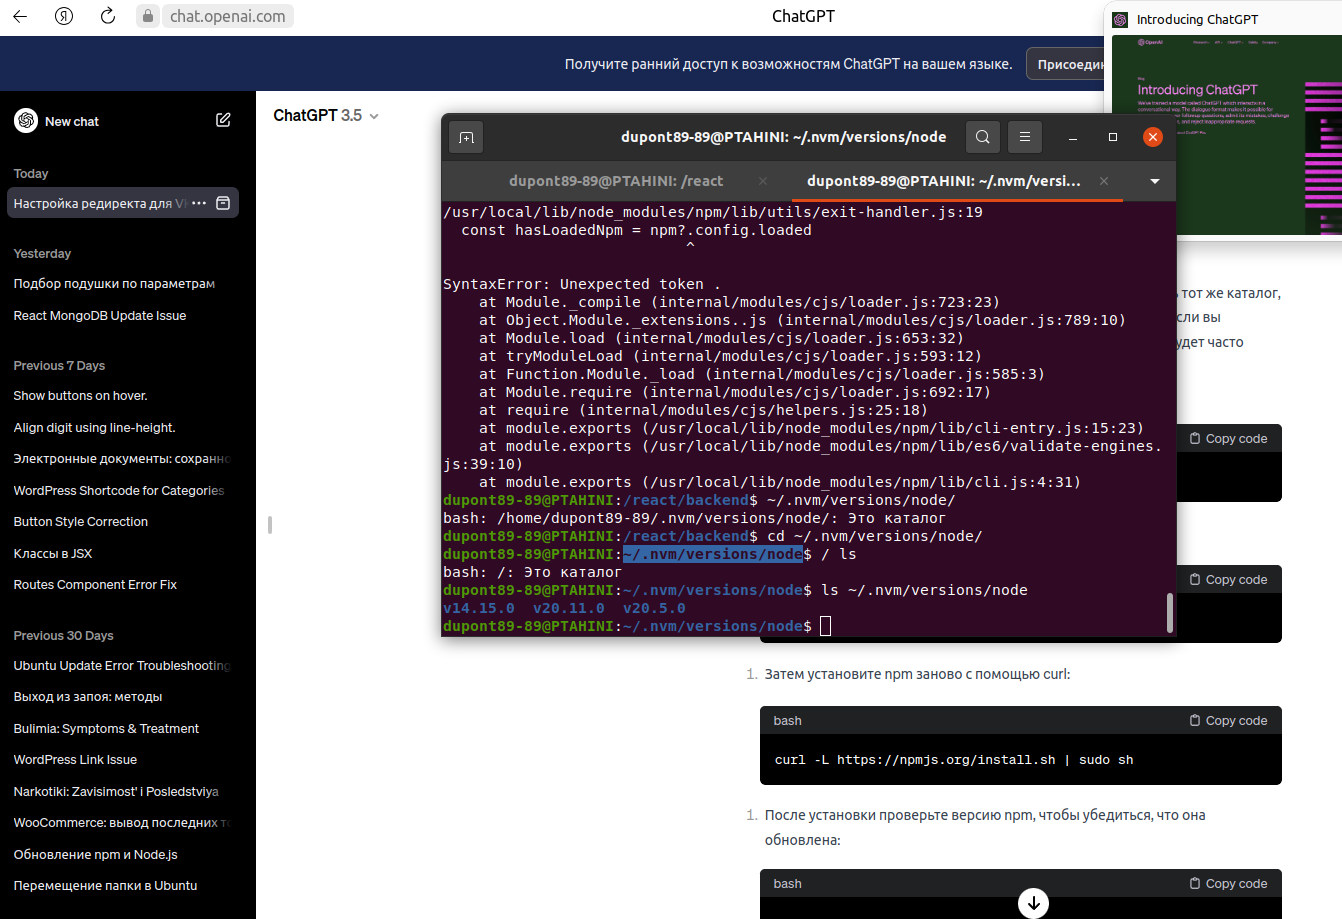 chat.openai.com
ChatGPT
Introducing ChatGPT
OpenAI
Introducing ChatGPT
Получите ранний доступ к возможностям ChatGPT на вашем языке.
Присоедин
New chat
Today
Настройка редиректа для
Yesterday
Подбор подушки по параметрам
React MongoDB Update Issue
Previous 7 Days
Show buttons on hover.
Align digit using line-height.
Электронные документы: сохранно
WordPress Shortcode for Categories
Button Style Correction
Классы в JSX
Routes Component Error Fix
Previous 30 Days
Ubuntu Update Error Troubleshooting
Выход из запоя: методы
Bulimia: Symptoms & Treatment
WordPress Link Issue
Narkotiki: Zavisimost' i Posledstviya
WooCommerce: вывод последних то
Обновление npm и Node.js
Перемещение папки в Ubuntu
ChatGPT 3.5
dupont89-89@PTAHINI: ~/.nvm/versions/node
dupont89-89@PTAHINI: /react
dupont89-89@PTAHINI: ~/.nvm/versi...
/usr/local/lib/node_modules/npm/lib/utils/exit-handler.js:19
  const hasLoadedNpm = npm?.config.loaded
                           ^
SyntaxError: Unexpected token .
    at Module._compile (internal/modules/cjs/loader.js:723:23)
    at Object.Module._extensions..js (internal/modules/cjs/loader.js:789:10)
    at Module.load (internal/modules/cjs/loader.js:653:32)
    at tryModuleLoad (internal/modules/cjs/loader.js:593:12)
    at Function.Module._load (internal/modules/cjs/loader.js:585:3)
    at Module.require (internal/modules/cjs/loader.js:692:17)
    at require (internal/modules/cjs/helpers.js:25:18)
    at module.exports (/usr/local/lib/node_modules/npm/lib/cli-entry.js:15:23)
    at module.exports (/usr/local/lib/node_modules/npm/lib/es6/validate-engines.
js:39:10)
    at module.exports (/usr/local/lib/node_modules/npm/lib/cli.js:4:31)
dupont89-89@PTAHINI:/react/backend$ ~/.nvm/versions/node/
bash: /home/dupont89-89/.nvm/versions/node/: Это каталог
dupont89-89@PTAHINI:/react/backend$ cd ~/.nvm/versions/node/
dupont89-89@PTAHINI:~/.nvm/versions/node$ / ls
bash: /: Это каталог
dupont89-89@PTAHINI:~/.nvm/versions/node$ ls ~/.nvm/versions/node
v14.15.0  v20.11.0  v20.5.0
dupont89-89@PTAHINI:~/.nvm/versions/node$
тот же каталог,
сли вы
удет часто
Copy code
Copy code
1. Затем установите npm заново с помощью curl:
bash
Copy code
curl -L https://npmjs.org/install.sh | sudo sh
1. После установки проверьте версию npm, чтобы убедиться, что она
обновлена:
bash
Copy code